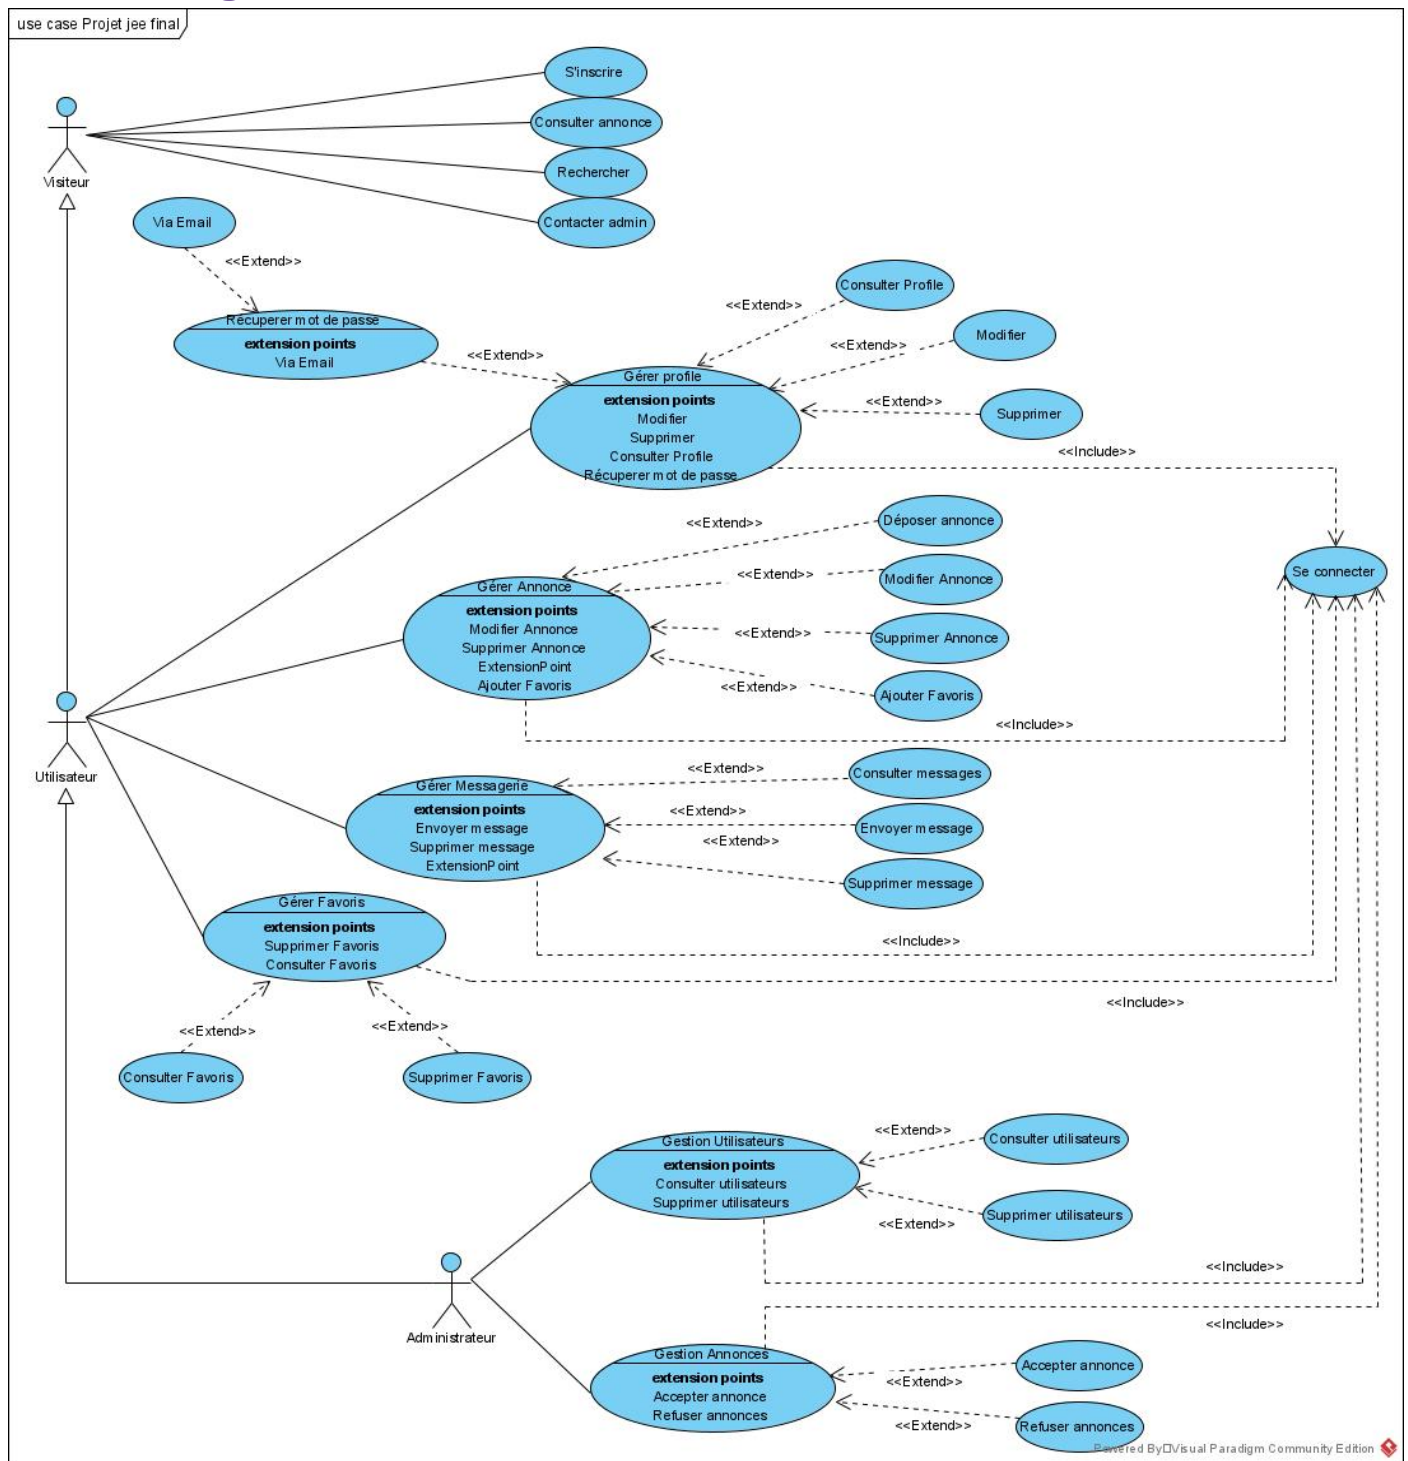 use case Projet jee final
S'inscrire
Consulter annonce
Visiteur
Rechercher
Contacter admin
Via Email
<<Extend>>
Récuperer mot de passe
extension points
Via Email
<<Extend>>
Consulter Profile
<<Extend>>
Modifier
<<Extend>>
Supprimer
<<Extend>>
Gérer profile
extension points
Modifier
Supprimer
Consulter Profile
Récuperer mot de passe
<<Include>>
Déposer annonce
<<Extend>>
Modifier Annonce
<<Extend>>
Supprimer Annonce
<<Extend>>
Ajouter Favoris
<<Extend>>
Gérer Annonce
extension points
Modifier Annonce
Supprimer Annonce
ExtensionPoint
Ajouter Favoris
<<Include>>
Se connecter
Utilisateur
Gérer Messagerie
extension points
Envoyer message
Supprimer message
ExtensionPoint
<<Extend>>
Consulter messages
<<Extend>>
Envoyer message
<<Extend>>
Supprimer message
<<Include>>
Gérer Favoris
extension points
Supprimer Favoris
Consulter Favoris
<<Include>>
<<Extend>>
<<Extend>>
Consulter Favoris
Supprimer Favoris
Gestion Utilisateurs
extension points
Consulter utilisateurs
Supprimer utilisateurs
<<Extend>>
Consulter utilisateurs
<<Extend>>
Supprimer utilisateurs
<<Include>>
Administrateur
<<Include>>
Gestion Annonces
extension points
Accepter annonce
Refuser annonces
<<Extend>>
Accepter annonce
<<Extend>>
Refuser annonces
Powered By Visual Paradigm Community Edition